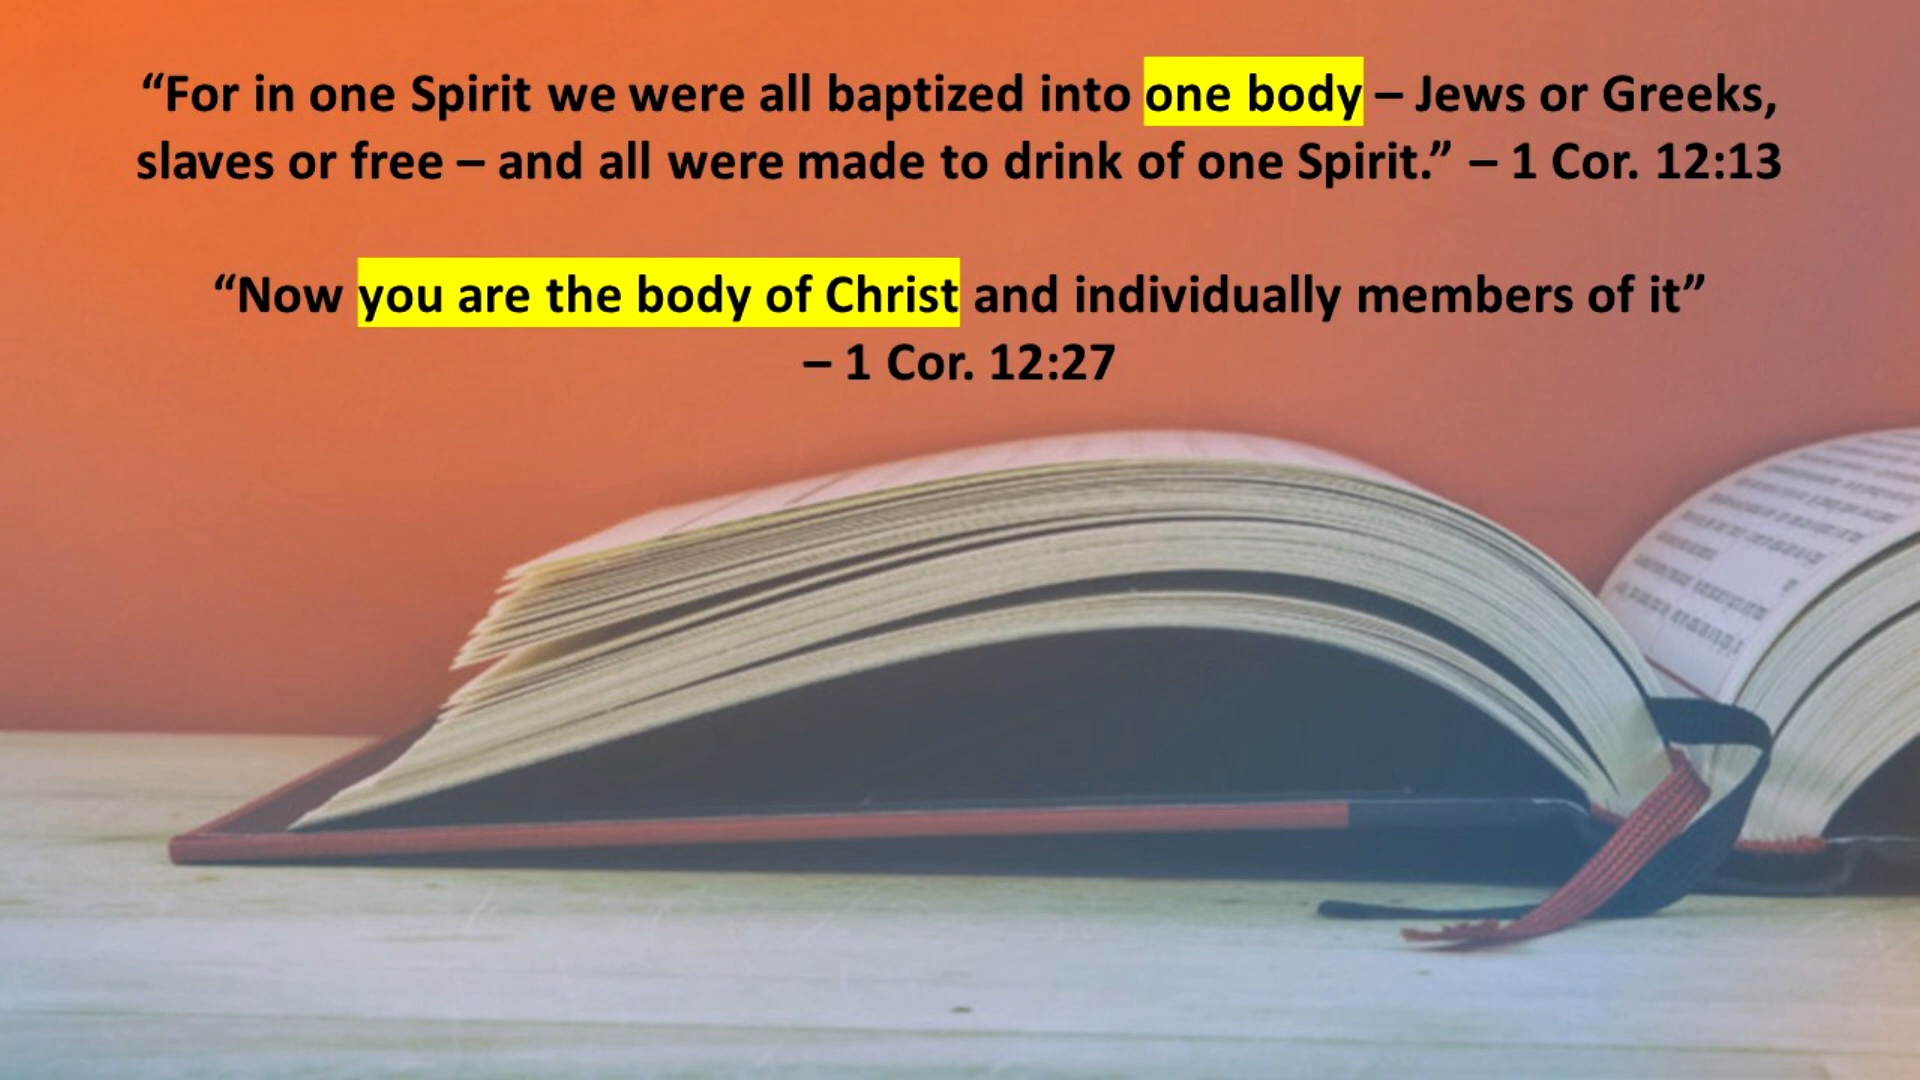 “For in one Spirit we were all baptized into one body – Jews or Greeks,
slaves or free – and all were made to drink of one Spirit.” – 1 Cor. 12:13
“Now you are the body of Christ and individually members of it”
– 1 Cor. 12:27